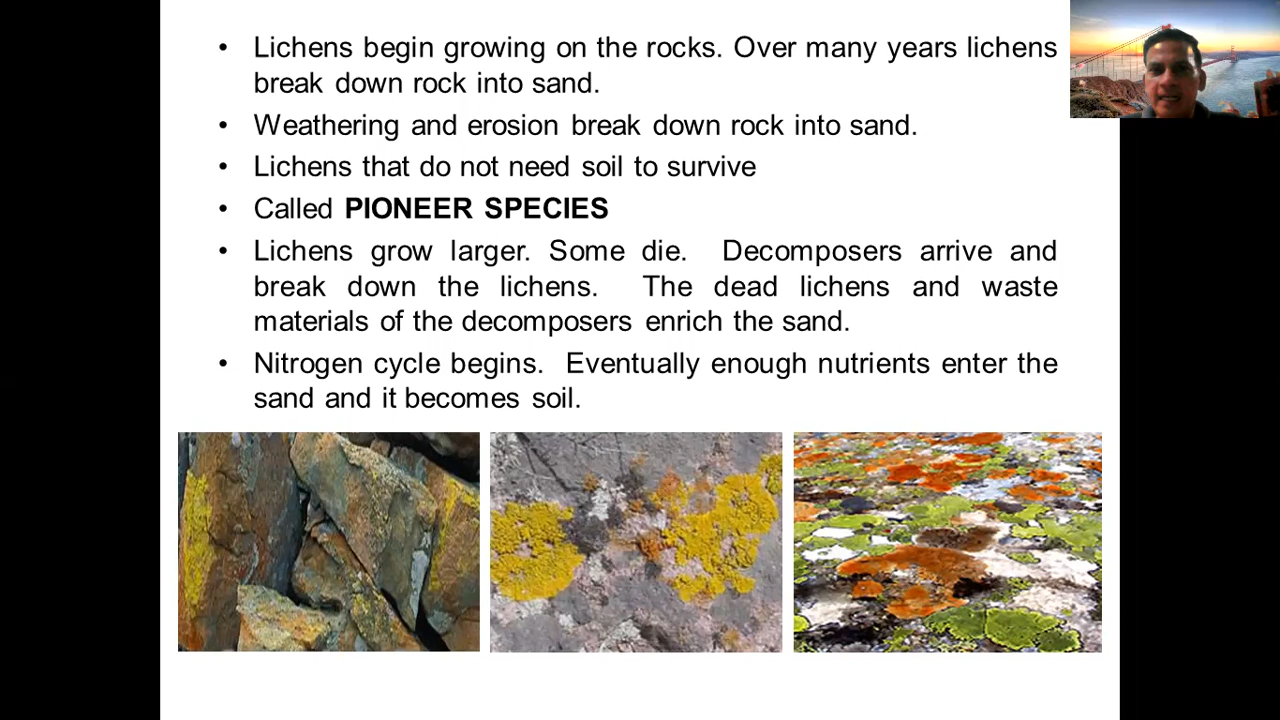 • Lichens begin growing on the rocks. Over many years lichens
break down rock into sand.
• Weathering and erosion break down rock into sand.
• Lichens that do not need soil to survive
• Called PIONEER SPECIES
• Lichens grow larger. Some die. Decomposers arrive and
break down the lichens. The dead lichens and waste
materials of the decomposers enrich the sand.
• Nitrogen cycle begins. Eventually enough nutrients enter the
sand and it becomes soil.